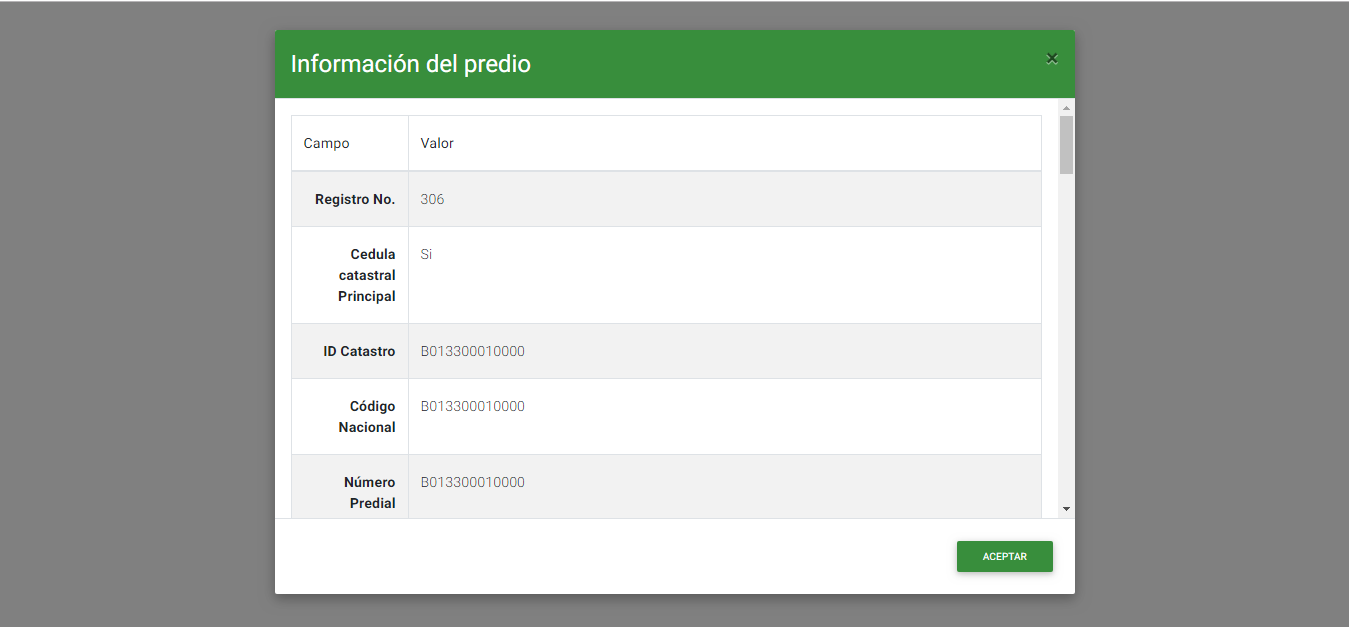 Información del predio
×
Campo Valor
Registro No. 306
Cedula Si
catastral
Principal
ID Catastro B013300010000
Código B013300010000
Nacional
Número B013300010000
Predial
ACEPTAR